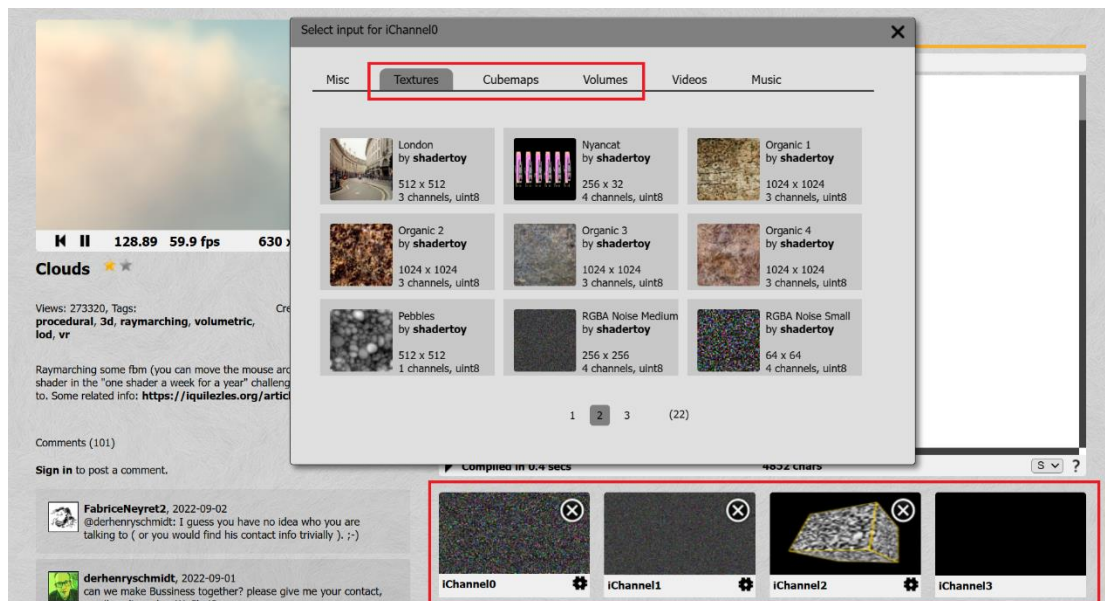 Select input for iChannel0
Misc Textures Cubemaps Volumes Videos Music
London
by shadertoy
512 x 512
3 channels, uint8
Nyancat
by shadertoy
256 x 32
4 channels, uint8
Organic 1
by shadertoy
1024 x 1024
3 channels, uint8
Organic 2
by shadertoy
1024 x 1024
3 channels, uint8
Organic 3
by shadertoy
1024 x 1024
3 channels, uint8
Organic 4
by shadertoy
1024 x 1024
3 channels, uint8
Pebbles
by shadertoy
512 x 512
1 channels, uint8
RGBA Noise Medium
by shadertoy
256 x 256
4 channels, uint8
RGBA Noise Small
by shadertoy
64 x 64
4 channels, uint8
1 2 3 (22)
128.89 59.9 fps 630 x
Clouds
Views: 273320, Tags: Cre
procedural, 3d, raymarching, volumetric,
lod, vr
Raymarching some fbm (you can move the mouse arc
shader in the "one shader a week for a year" challeng
to. Some related info: https://iquilezles.org/artic
Comments (101)
Sign in to post a comment.
FabriceNeyret2, 2022-09-02
@derhenryschmidt: I guess you have no idea who you are
talking to ( or you would find his contact info trivially ). ;-)
derhenryschmidt, 2022-09-01
can we make Bussiness together? please give me your contact,
Compiled in 0.4 secs 4852 chars S ?
iChannel0 iChannel1 iChannel2 iChannel3